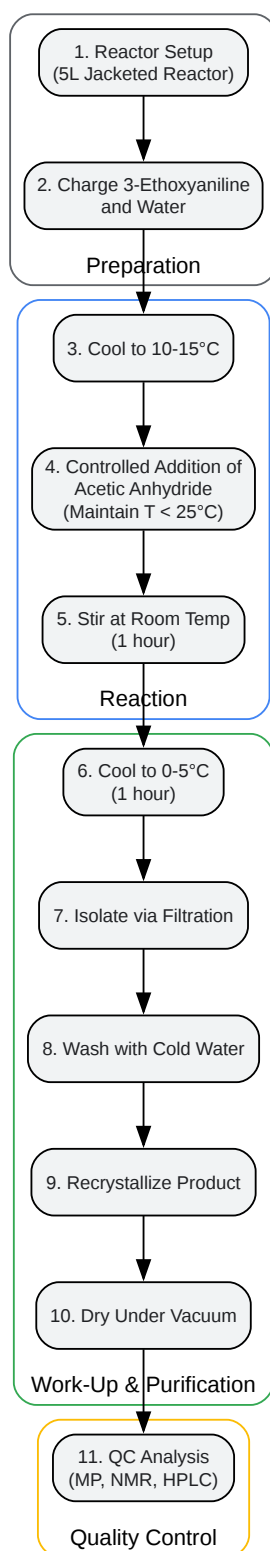 1. Reactor Setup
(5L Jacketed Reactor)
2. Charge 3-Ethoxyaniline
and Water
Preparation
3. Cool to 10-15°C
4. Controlled Addition of
Acetic Anhydride
(Maintain T < 25°C)
5. Stir at Room Temp
(1 hour)
Reaction
6. Cool to 0-5°C
(1 hour)
7. Isolate via Filtration
8. Wash with Cold Water
9. Recrystallize Product
10. Dry Under Vacuum
Work-Up & Purification
11. QC Analysis
(MP, NMR, HPLC)
Quality Control